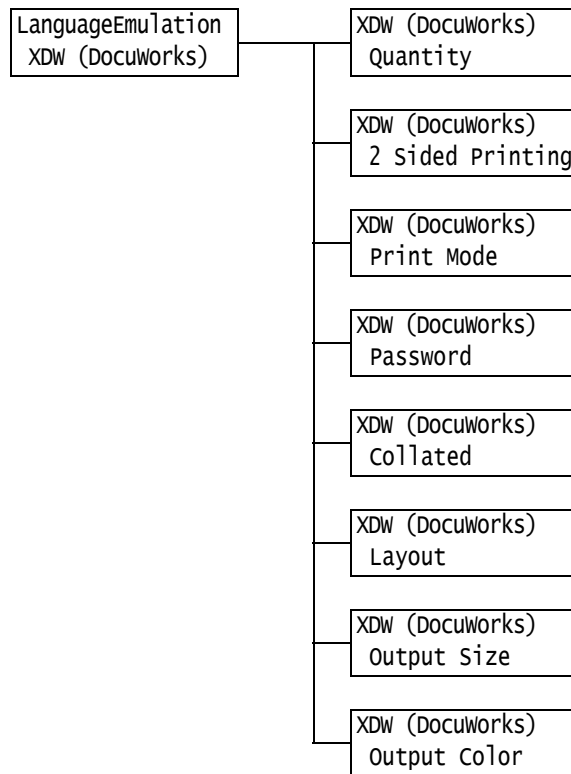 LanguageEmulation
XDW (DocuWorks)
XDW (DocuWorks)
Quantity
XDW (DocuWorks)
2 Sided Printing
XDW (DocuWorks)
Print Mode
XDW (DocuWorks)
Password
XDW (DocuWorks)
Collated
XDW (DocuWorks)
Layout
XDW (DocuWorks)
Output Size
XDW (DocuWorks)
Output Color